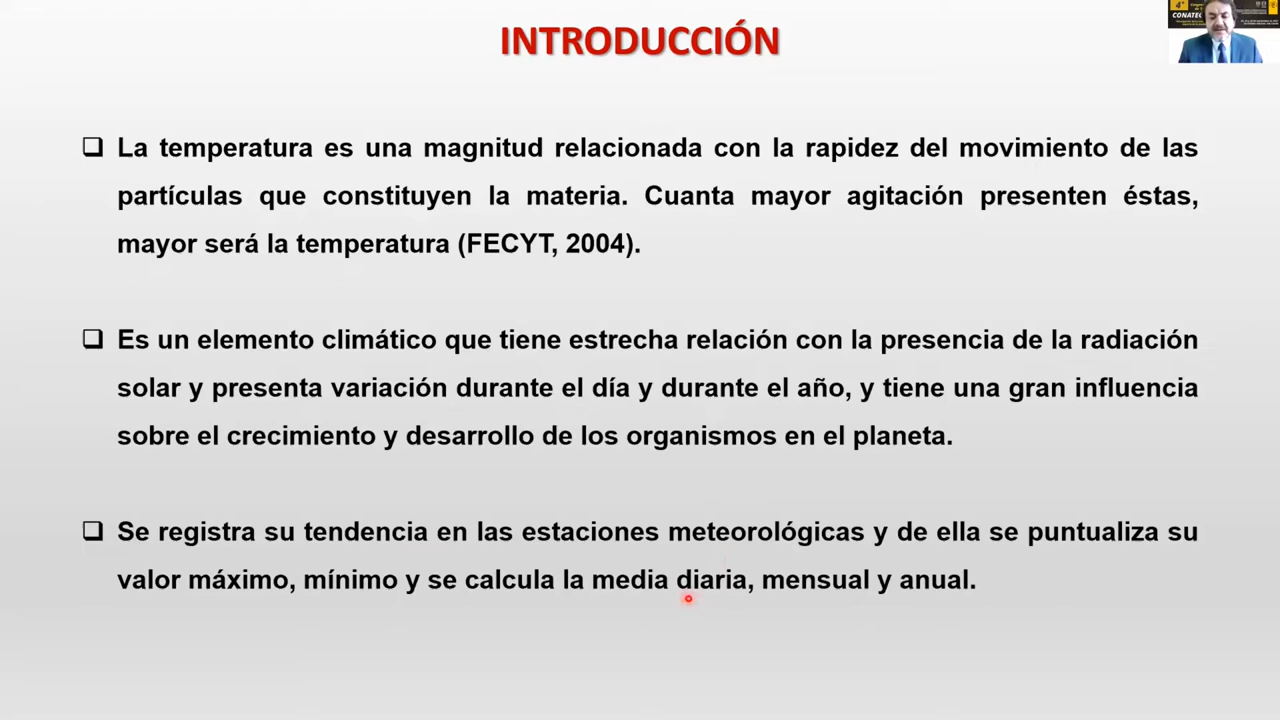 INTRODUCCIÓN
4°
CONATEC
La temperatura es una magnitud relacionada con la rapidez del movimiento de las
partículas que constituyen la materia. Cuanta mayor agitación presenten éstas,
mayor será la temperatura (FECYT, 2004).
Es un elemento climático que tiene estrecha relación con la presencia de la radiación
solar y presenta variación durante el día y durante el año, y tiene una gran influencia
sobre el crecimiento y desarrollo de los organismos en el planeta.
Se registra su tendencia en las estaciones meteorológicas y de ella se puntualiza su
valor máximo, mínimo y se calcula la media diaria, mensual y anual.